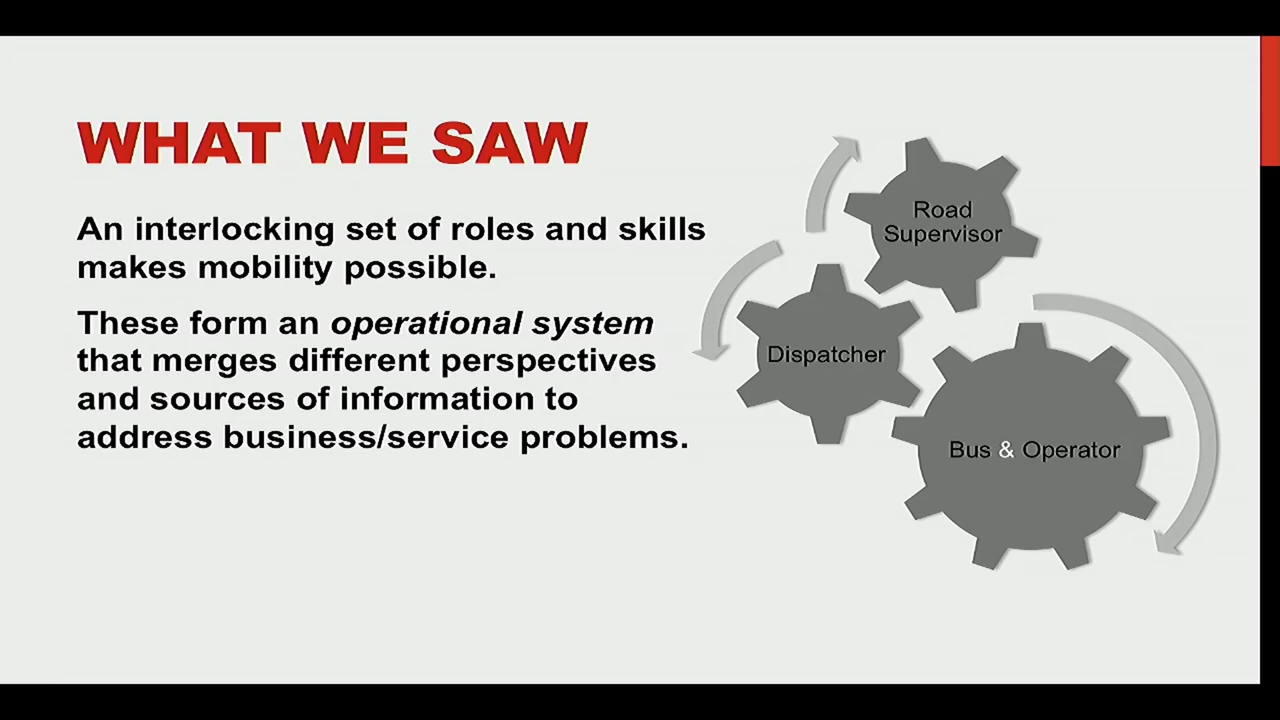 WHAT WE SAW
An interlocking set of roles and skills
makes mobility possible.
These form an operational system
that merges different perspectives
and sources of information to
address business/service problems.
Road
Supervisor
Dispatcher
Bus & Operator